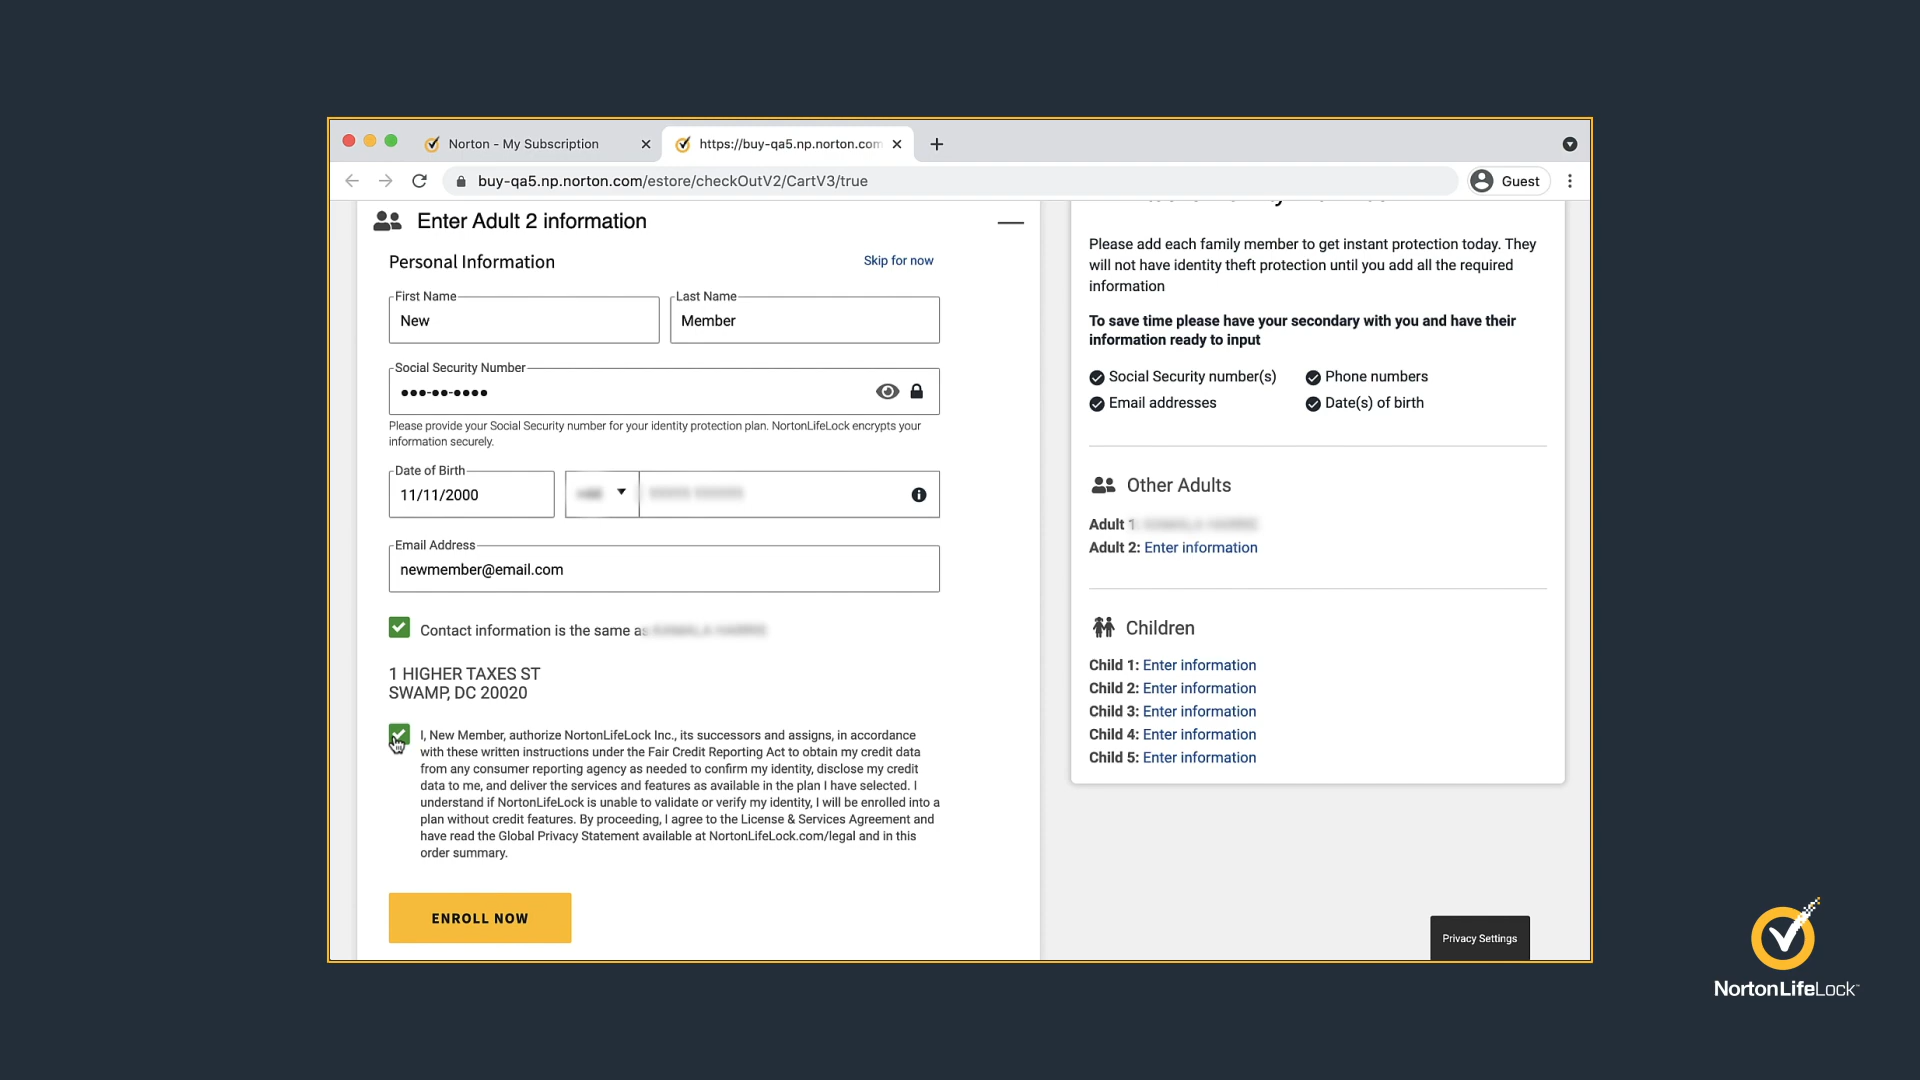 Norton - My Subscription
https://buy-qa5.np.norton.com
buy-qa5.np.norton.com/estore/checkOutV2/CartV3/true
Guest
Enter Adult 2 information
Personal Information
Skip for now
First Name
New
Last Name
Member
Social Security Number
•••-••-••••
Please provide your Social Security number for your identity protection plan. NortonLifeLock encrypts your
information securely.
Date of Birth
11/11/2000
Email Address
newmember@email.com
Contact information is the same as
1 HIGHER TAXES ST
SWAMP, DC 20020
I, New Member, authorize NortonLifeLock Inc., its successors and assigns, in accordance
with these written instructions under the Fair Credit Reporting Act to obtain my credit data
from any consumer reporting agency as needed to confirm my identity, disclose my credit
data to me, and deliver the services and features as available in the plan I have selected. I
understand if NortonLifeLock is unable to validate or verify my identity, I will be enrolled into a
plan without credit features. By proceeding, I agree to the License & Services Agreement and
have read the Global Privacy Statement available at NortonLifeLock.com/legal and in this
order summary.
ENROLL NOW
Please add each family member to get instant protection today. They
will not have identity theft protection until you add all the required
information
To save time please have your secondary with you and have their
information ready to input
Social Security number(s)
Phone numbers
Email addresses
Date(s) of birth
Other Adults
Adult 1
Adult 2: Enter information
Children
Child 1: Enter information
Child 2: Enter information
Child 3: Enter information
Child 4: Enter information
Child 5: Enter information
Privacy Settings
NortonLifeLock